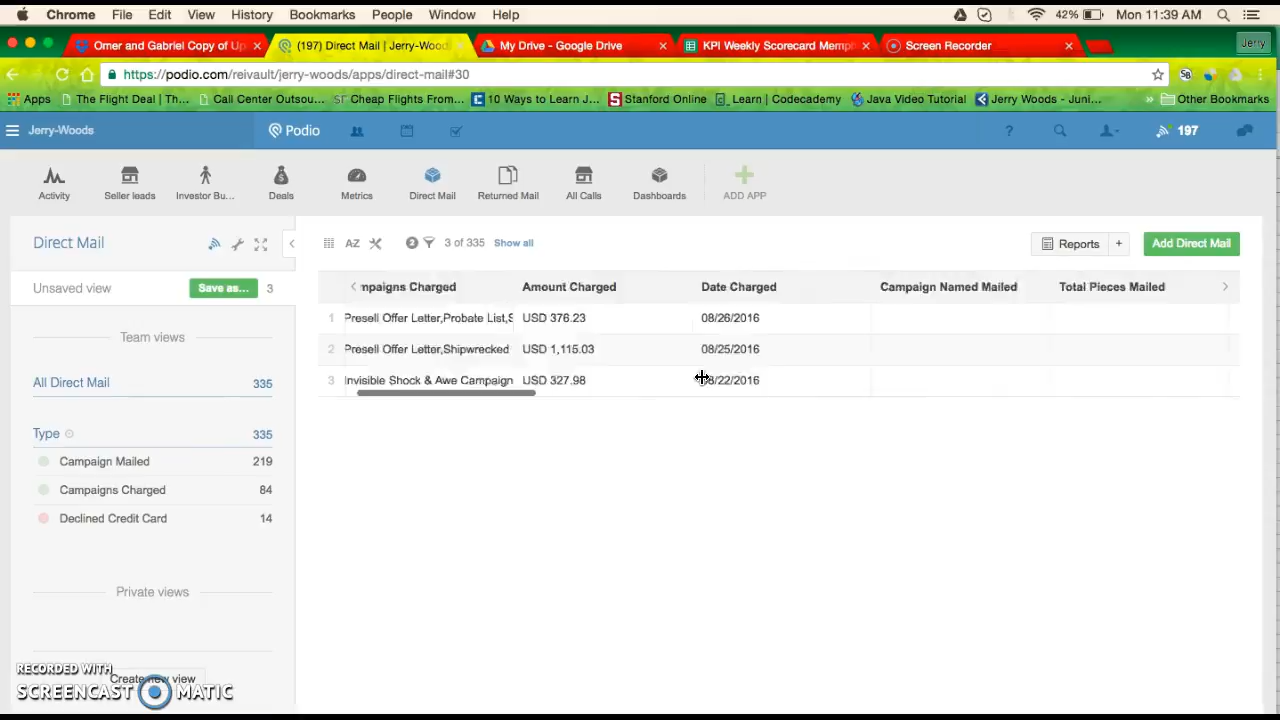 Chrome File Edit View History Bookmarks People Window Help 42% Mon 11:39 AM
Omer and Gabriel Copy of Up (197) Direct Mail | Jerry-Wood My Drive - Google Drive KPI Weekly Scorecard Memph Screen Recorder Jerry
https://podio.com/reivault/jerry-woods/apps/direct-mail#30
Apps The Flight Deal | Th... Call Center Outsou... SF Cheap Flights From... 10 Ways to Learn J... Stanford Online Learn | Codecademy Java Video Tutorial Jerry Woods - Juni... » Other Bookmarks
Jerry-Woods Podio ? 197
Activity Seller leads Investor Bu... Deals Metrics Direct Mail Returned Mail All Calls Dashboards ADD APP
Direct Mail AZ 2 3 of 335 Show all Reports + Add Direct Mail
Unsaved view Save as... 3
mpaigns Charged Amount Charged Date Charged Campaign Named Mailed Total Pieces Mailed
1 Presell Offer Letter,Probate List,S USD 376.23 08/26/2016
2 Presell Offer Letter,Shipwrecked USD 1,115.03 08/25/2016
3 Invisible Shock & Awe Campaign USD 327.98 8/22/2016
Team views
All Direct Mail 335
Type 335
Campaign Mailed 219
Campaigns Charged 84
Declined Credit Card 14
Private views
Create new view
RECORDED WITH
SCREENCAST MATIC